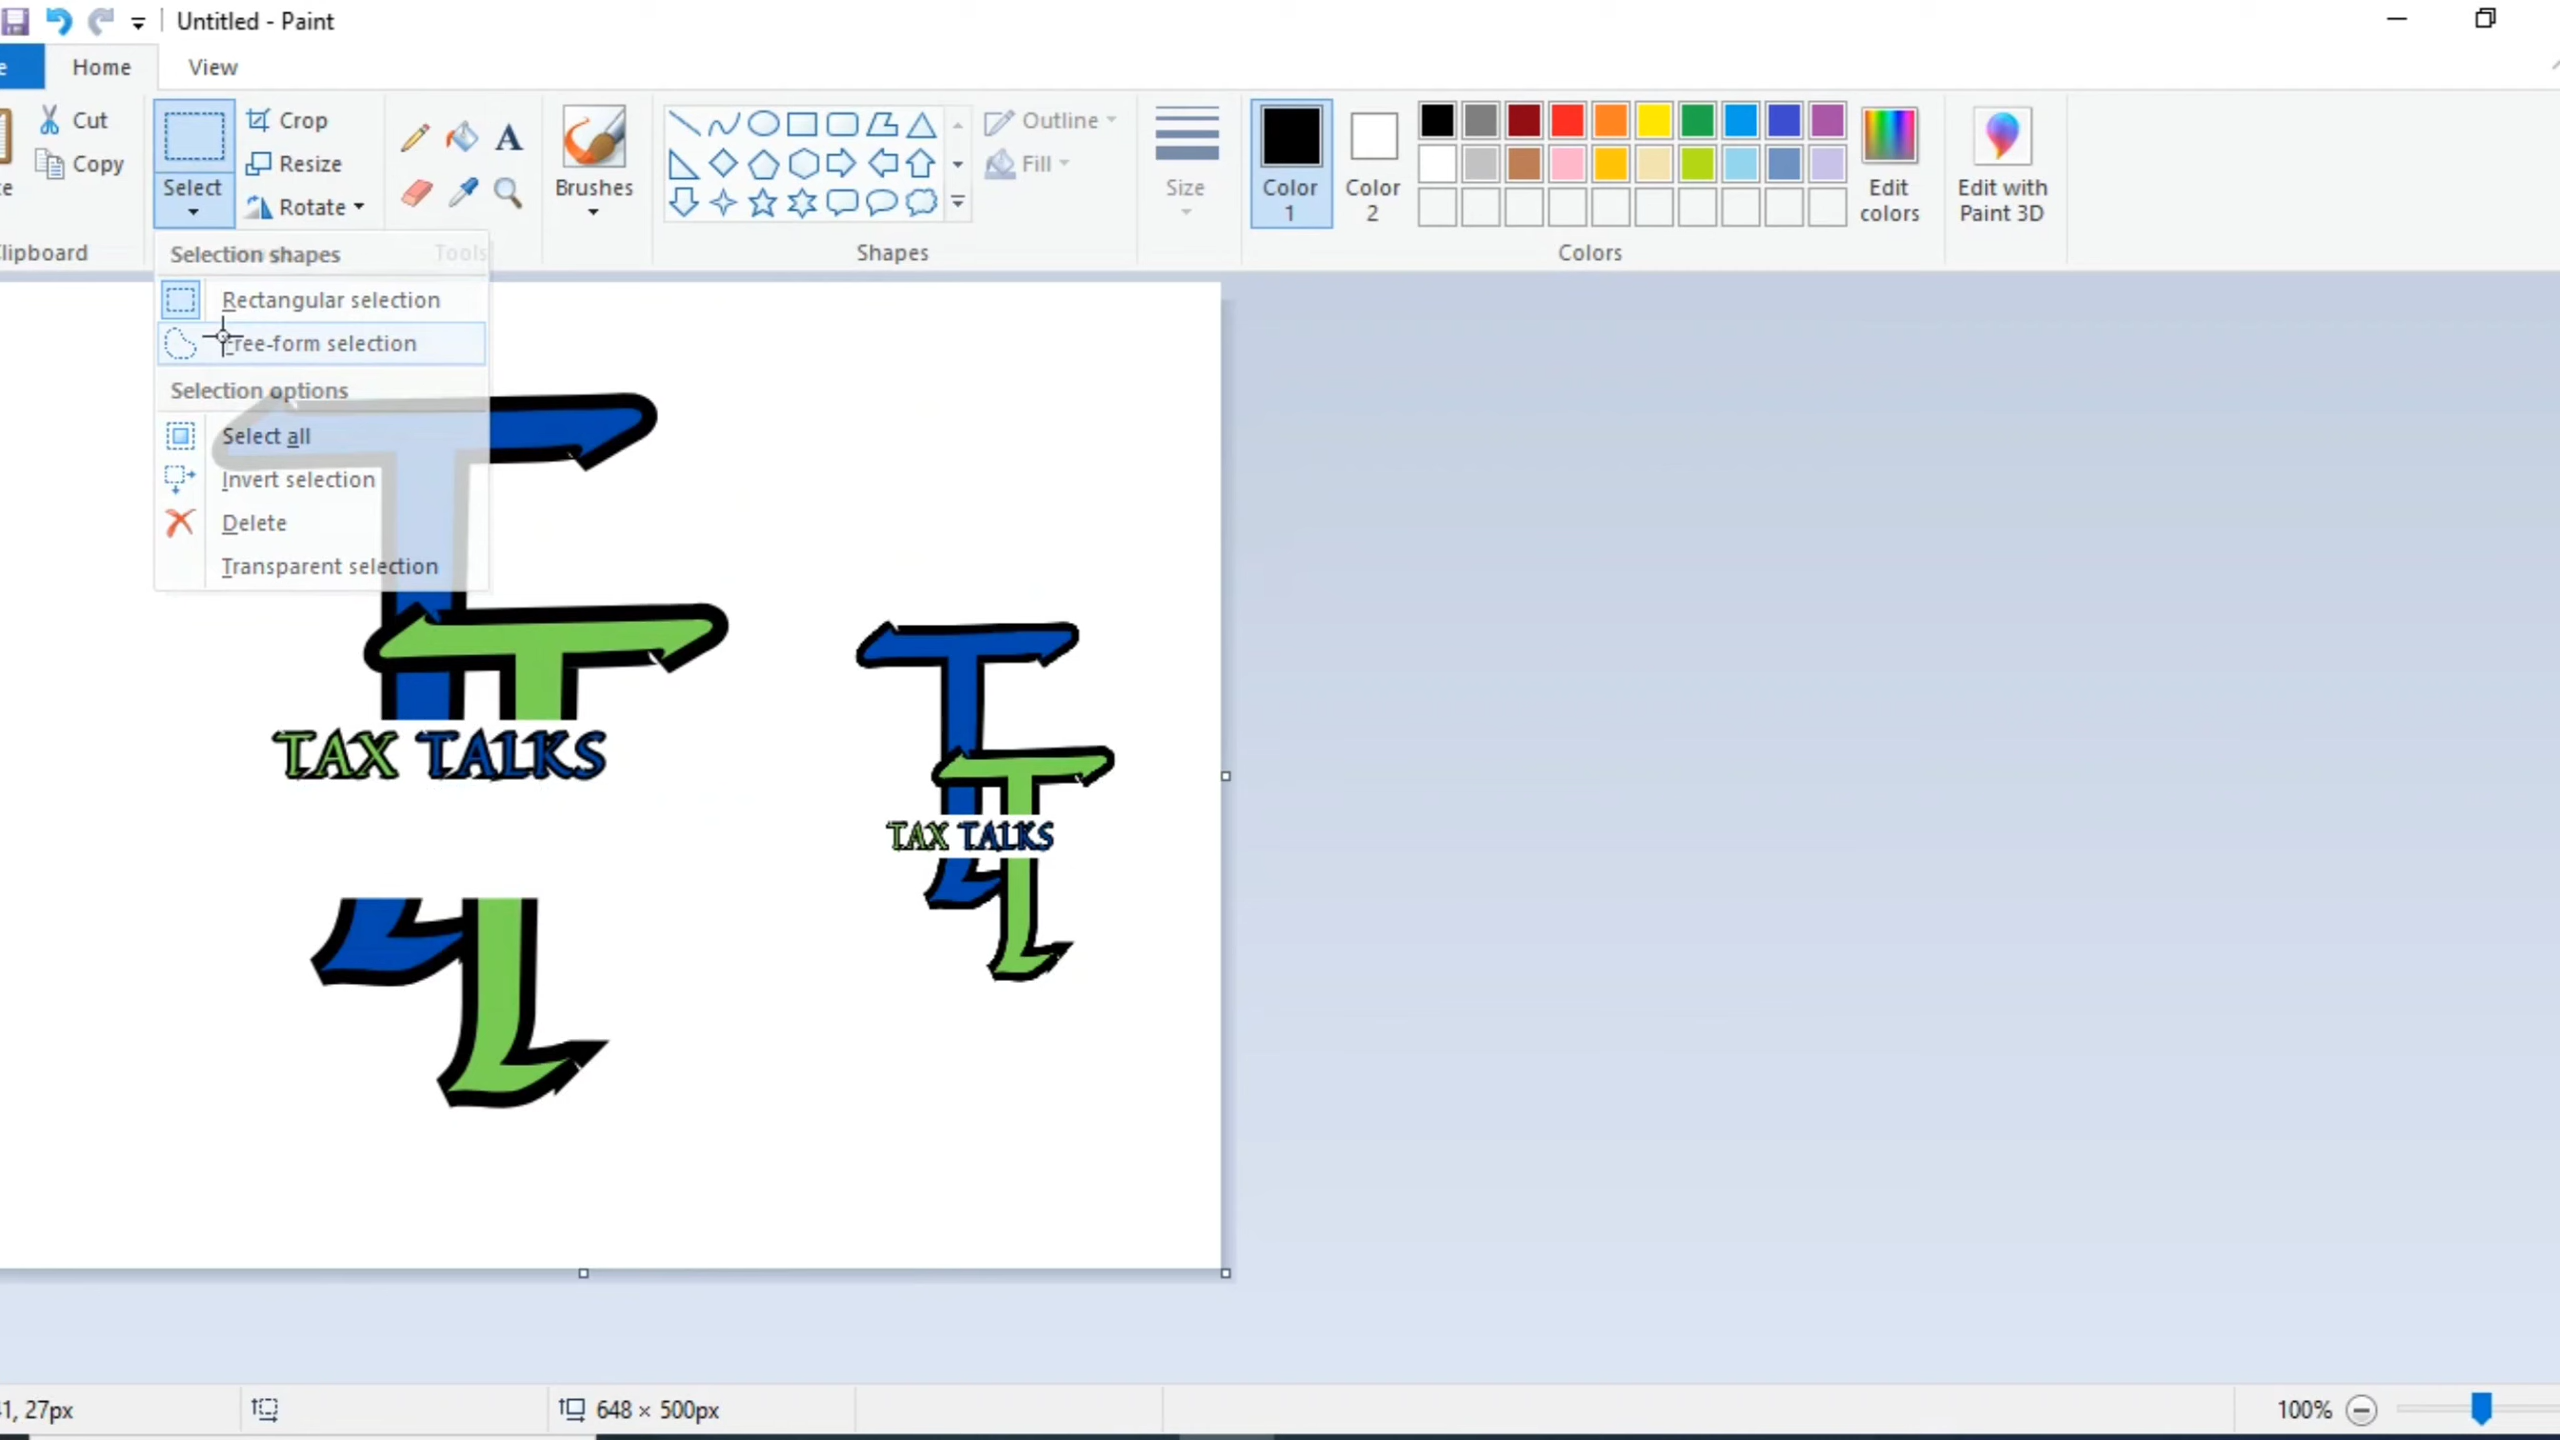 Untitled - Paint
Home
View
Cut
Copy
Select
Crop
Resize
Rotate
Brushes
Outline
Fill
Size
Color 1
Color 2
Edit colors
Edit with Paint 3D
Tools
Shapes
Colors
Selection shapes
Rectangular selection
Free-form selection
Selection options
Select all
Invert selection
Delete
Transparent selection
TAX TALKS
TAX TALKS
27px
648 × 500px
100%